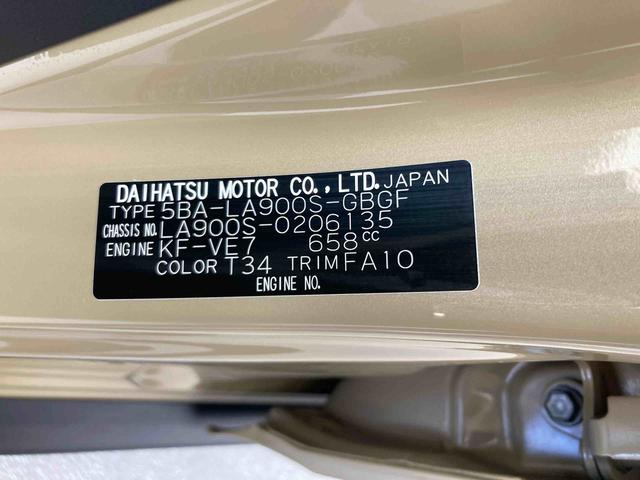 DAIHATSU MOTOR CO., LTD. JAPAN
TYPE 5BA-LA900S-GBGF
CHASSIS NO. LA900S-0206135
ENGINE KF-VE7 658cc
COLOR T34 TRIM FA10
ENGINE NO.